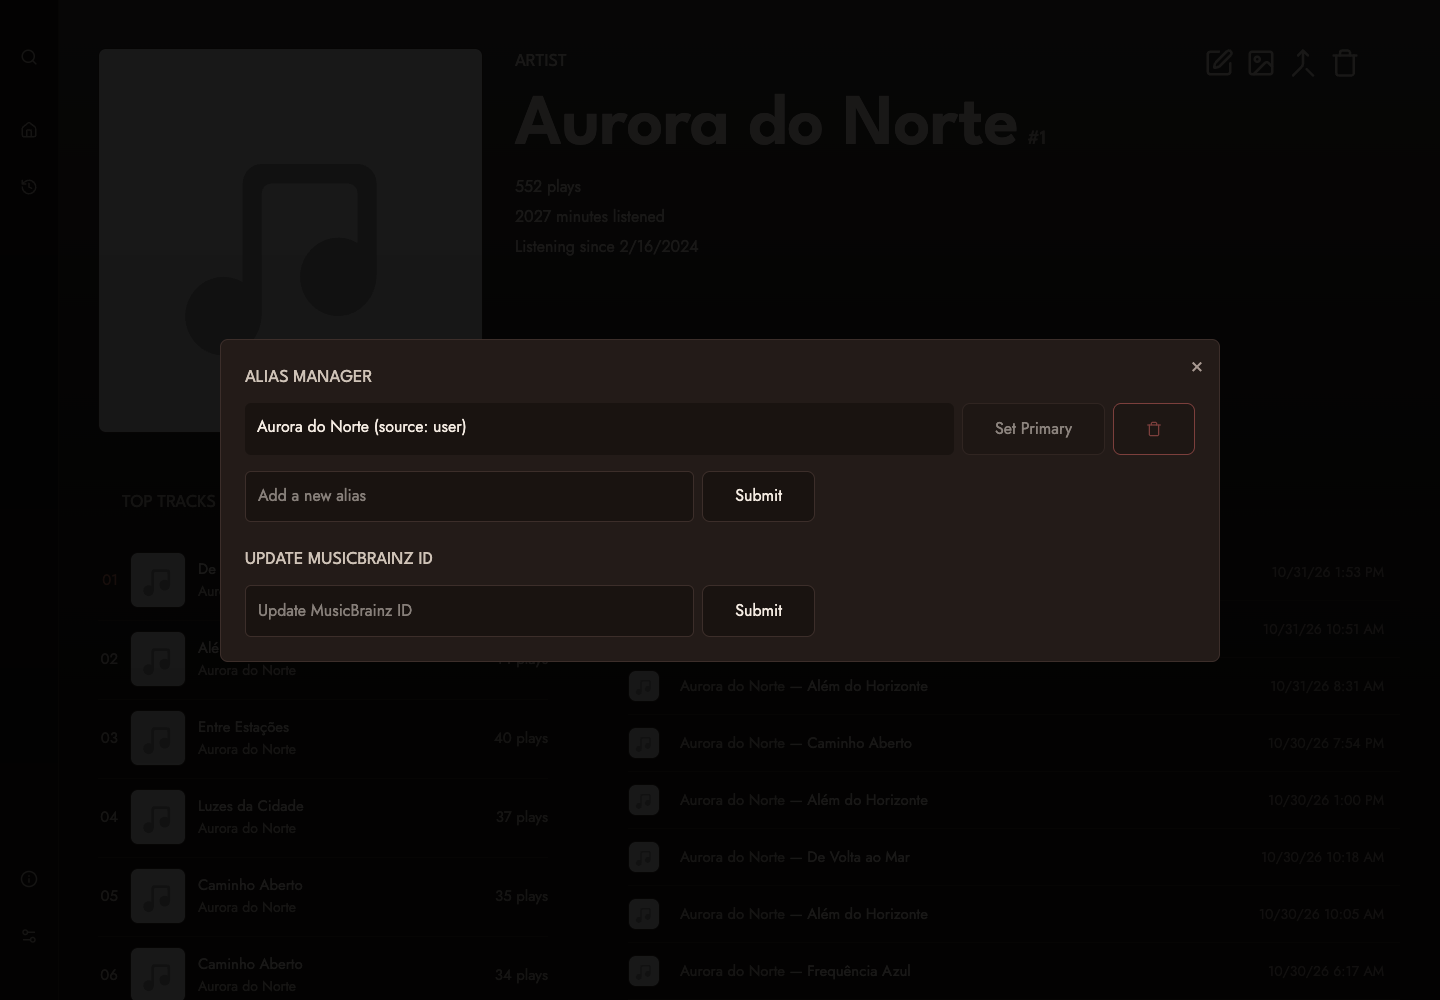 ARTIST
Aurora do Norte #1
552 plays
2027 minutes listened
Listening since 2/16/2024
ALIAS MANAGER
Aurora do Norte (source: user)
Set Primary
Add a new alias
Submit
UPDATE MUSICBRAINZ ID
Update MusicBrainz ID
Submit
TOP TRACKS
01
De
Aur
02
Alé
Aurora do Norte
plays
03
Entre Estações
Aurora do Norte
40 plays
04
Luzes da Cidade
Aurora do Norte
37 plays
05
Caminho Aberto
Aurora do Norte
35 plays
06
Caminho Aberto
Aurora do Norte
34 plays
10/31/26 1:53 PM
10/31/26 10:51 AM
Aurora do Norte — Além do Horizonte 10/31/26 8:31 AM
Aurora do Norte — Caminho Aberto 10/30/26 7:54 PM
Aurora do Norte — Além do Horizonte 10/30/26 1:00 PM
Aurora do Norte — De Volta ao Mar 10/30/26 10:18 AM
Aurora do Norte — Além do Horizonte 10/30/26 10:05 AM
Aurora do Norte — Frequência Azul 10/30/26 6:17 AM